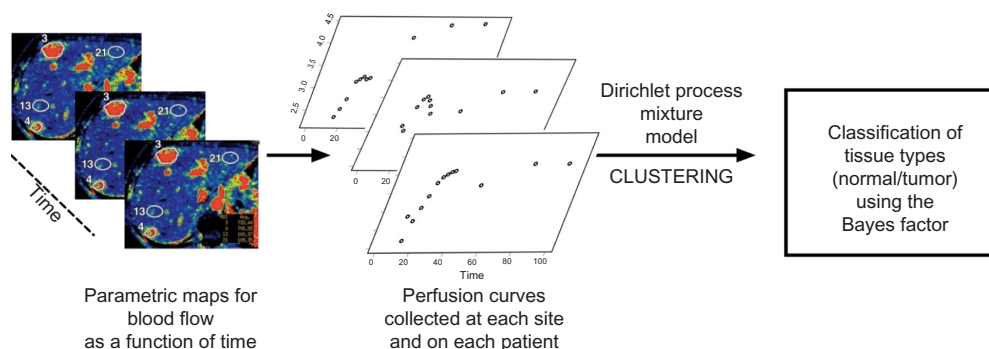 3
21
13
4
3
21
13
4
3
21
13
4
Time
Parametric maps for
blood flow
as a function of time
4.5
4.0
3.5
3.0
2.5
0
20
0
20
0
20
40
60
80
100
Time
Perfusion curves
collected at each site
and on each patient
Dirichlet process
mixture
model
CLUSTERING
Classification of
tissue types
(normal/tumor)
using the
Bayes factor